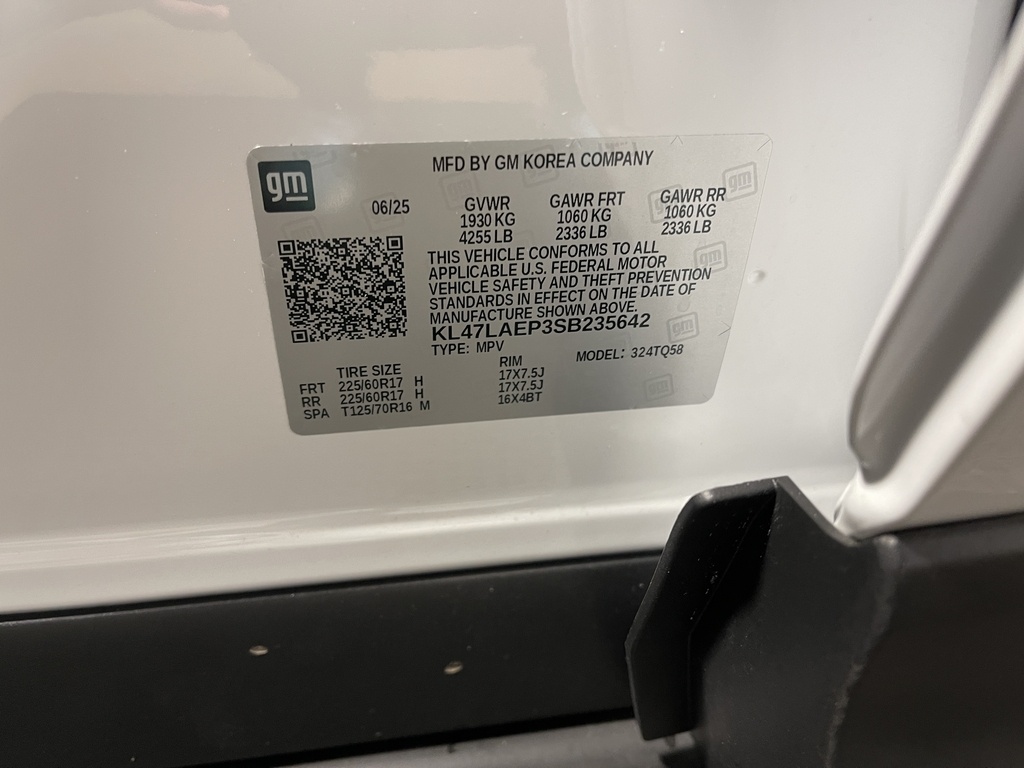 gm
MFD BY GM KOREA COMPANY
06/25
GVWR GAWR FRT GAWR RR
1930 KG 1060 KG 1060 KG
4255 LB 2336 LB 2336 LB
THIS VEHICLE CONFORMS TO ALL
APPLICABLE U.S. FEDERAL MOTOR
VEHICLE SAFETY AND THEFT PREVENTION
STANDARDS IN EFFECT ON THE DATE OF
MANUFACTURE SHOWN ABOVE.
KL47LAEP3SB235642
TYPE: MPV MODEL: 324TQ58
TIRE SIZE RIM
FRT 225/60R17 H 17X7.5J
RR 225/60R17 H 17X7.5J
SPA T125/70R16 M 16X4BT